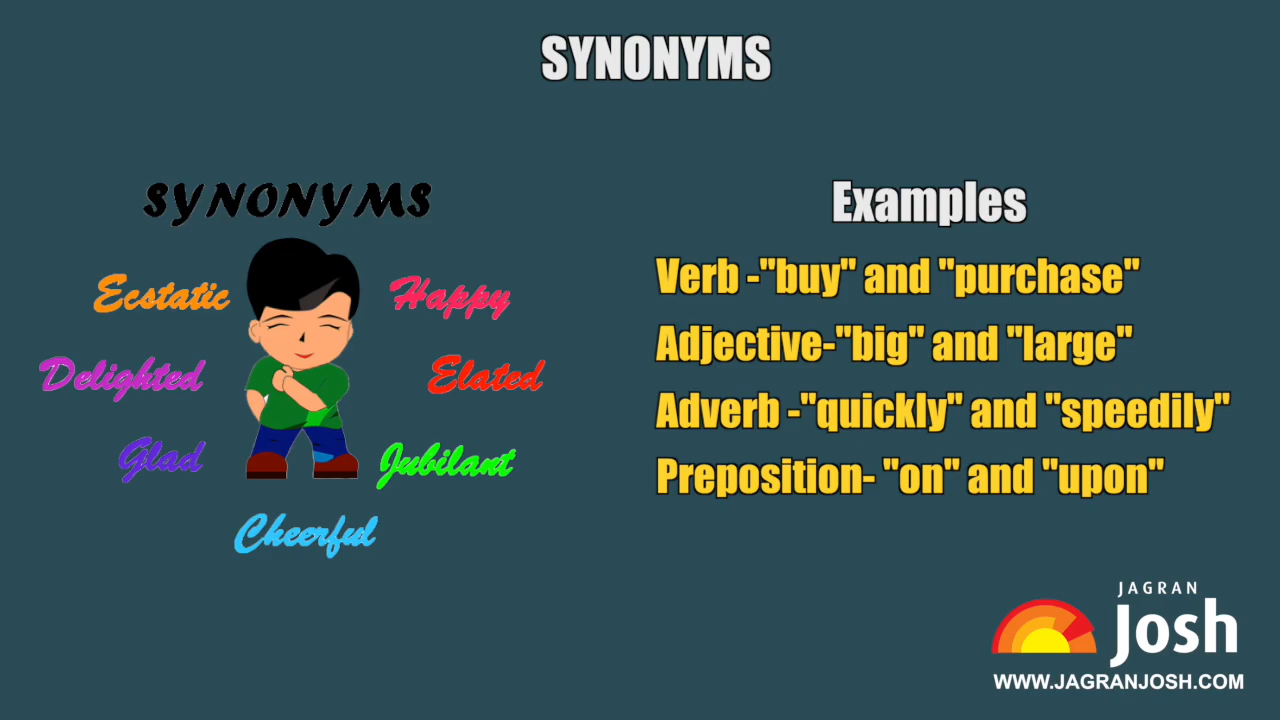 SYNONYMS
SYNONYMS
Ecstatic
Happy
Delighted
Elated
Glad
Jubilant
Cheerful
Examples
Verb -"buy" and "purchase"
Adjective-"big" and "large"
Adverb -"quickly" and "speedily"
Preposition- "on" and "upon"
JAGRAN
Josh
WWW.JAGRANJOSH.COM